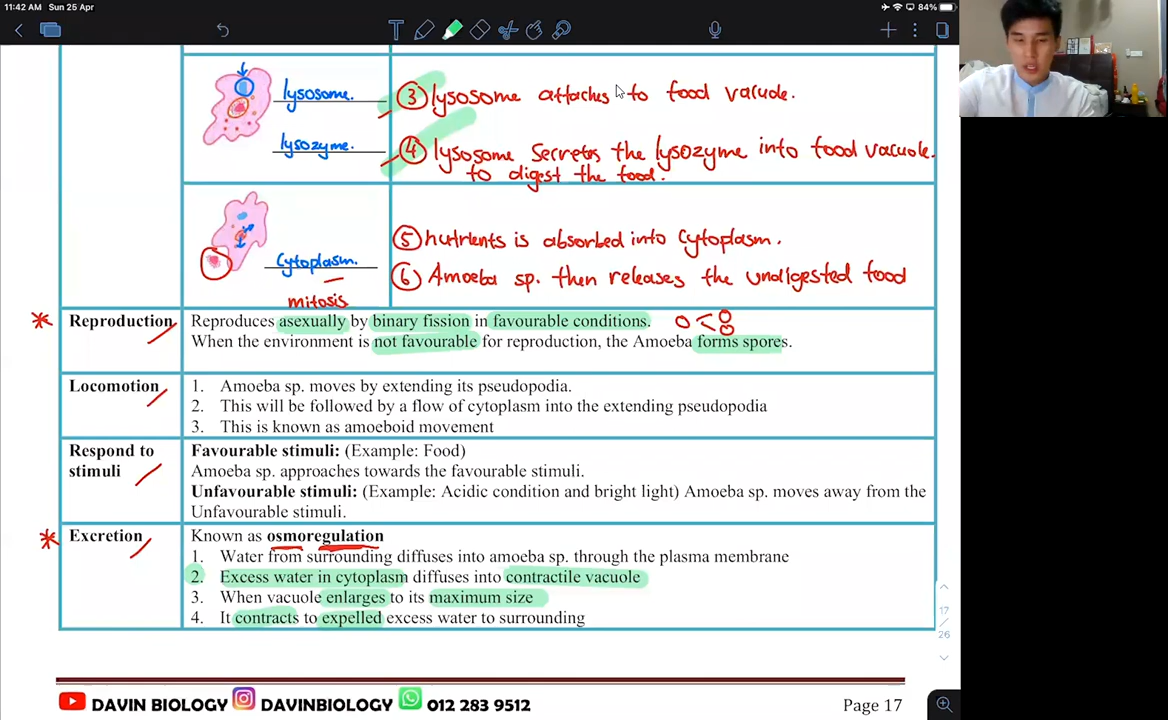 11:42 AM Sun 25 Apr
84%
T
lysosome.
③ lysosome attaches to food vacuole.
lysozyme.
④ lysosome secretes the lysozyme into food vacuole.
to digest the food.
⑤ nutrients is absorbed into cytoplasm.
Cytoplasm.
⑥ Amoeba sp. then releases the undigested food
mitosis
* Reproduction Reproduces asexually by binary fission in favourable conditions.
When the environment is not favourable for reproduction, the Amoeba forms spores.
Locomotion 1. Amoeba sp. moves by extending its pseudopodia.
2. This will be followed by a flow of cytoplasm into the extending pseudopodia
3. This is known as amoeboid movement
Respond to stimuli
Favourable stimuli: (Example: Food)
Amoeba sp. approaches towards the favourable stimuli.
Unfavourable stimuli: (Example: Acidic condition and bright light) Amoeba sp. moves away from the
Unfavourable stimuli.
* Excretion Known as osmoregulation
1. Water from surrounding diffuses into amoeba sp. through the plasma membrane
2. Excess water in cytoplasm diffuses into contractile vacuole
3. When vacuole enlarges to its maximum size
4. It contracts to expelled excess water to surrounding
17
/
26
DAVIN BIOLOGY DAVINBIOLOGY 012 283 9512
Page 17